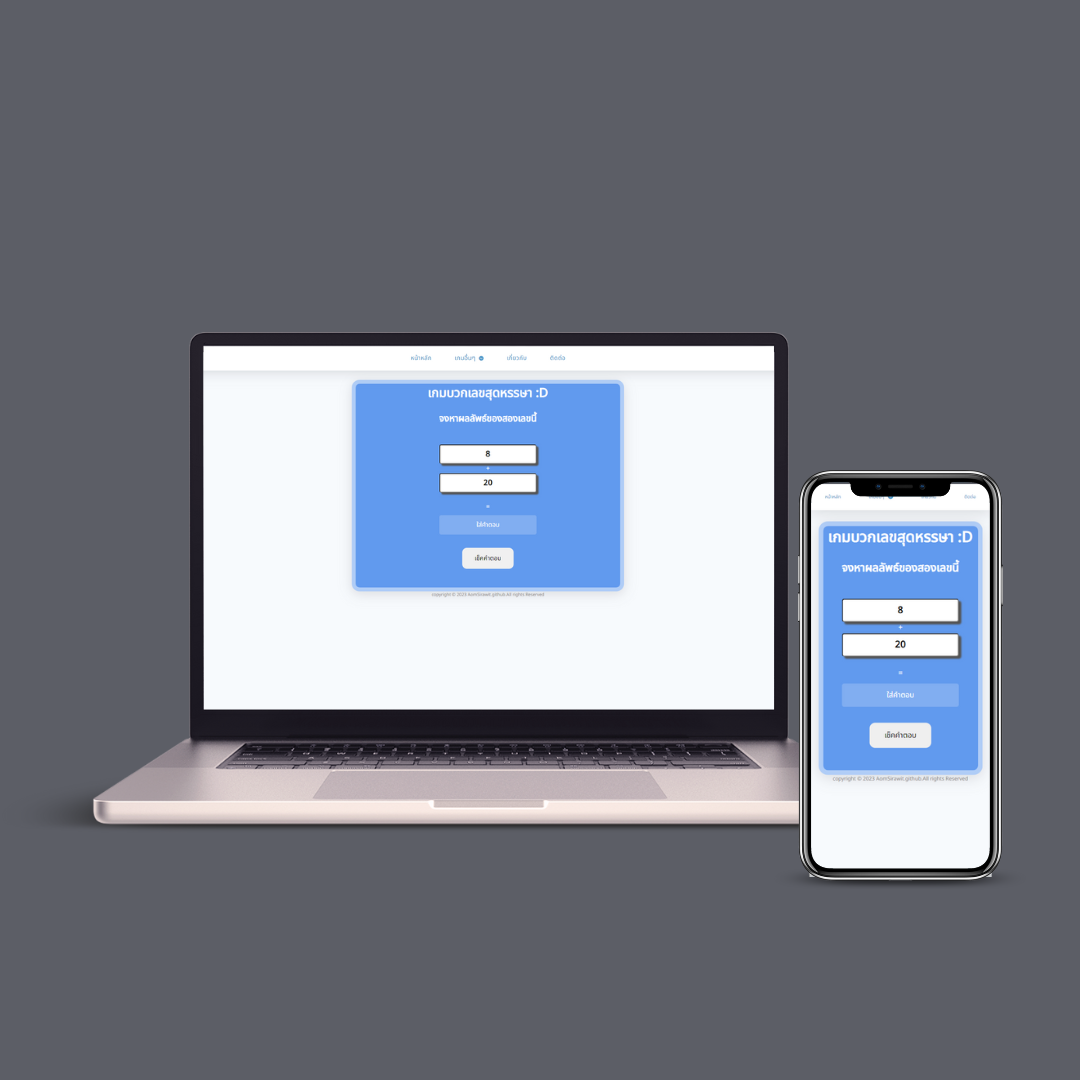 หน้าหลัก เกมอื่นๆ เกี่ยวกับ ติดต่อ
เกมบวกเลขสุดหรรษา :D
จงหาผลลัพธ์ของสองเลขนี้
8
+
20
=
ใส่คำตอบ
เช็คคำตอบ
copyright © 2023 AomSirawit.github.All rights Reserved
หน้าหลัก ติดต่อ
เกมบวกเลขสุดหรรษา :D
จงหาผลลัพธ์ของสองเลขนี้
8
+
20
=
ใส่คำตอบ
เช็คคำตอบ
copyright © 2023 AomSirawit.github.All rights Reserved